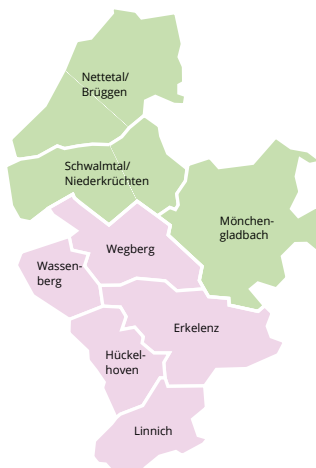 Nettetal/
Brüggen
Schwalmtal/
Niederkrüchten
Mönchen-
gladbach
Wegberg
Wassen-
berg
Erkelenz
Hückel-
hoven
Linnich